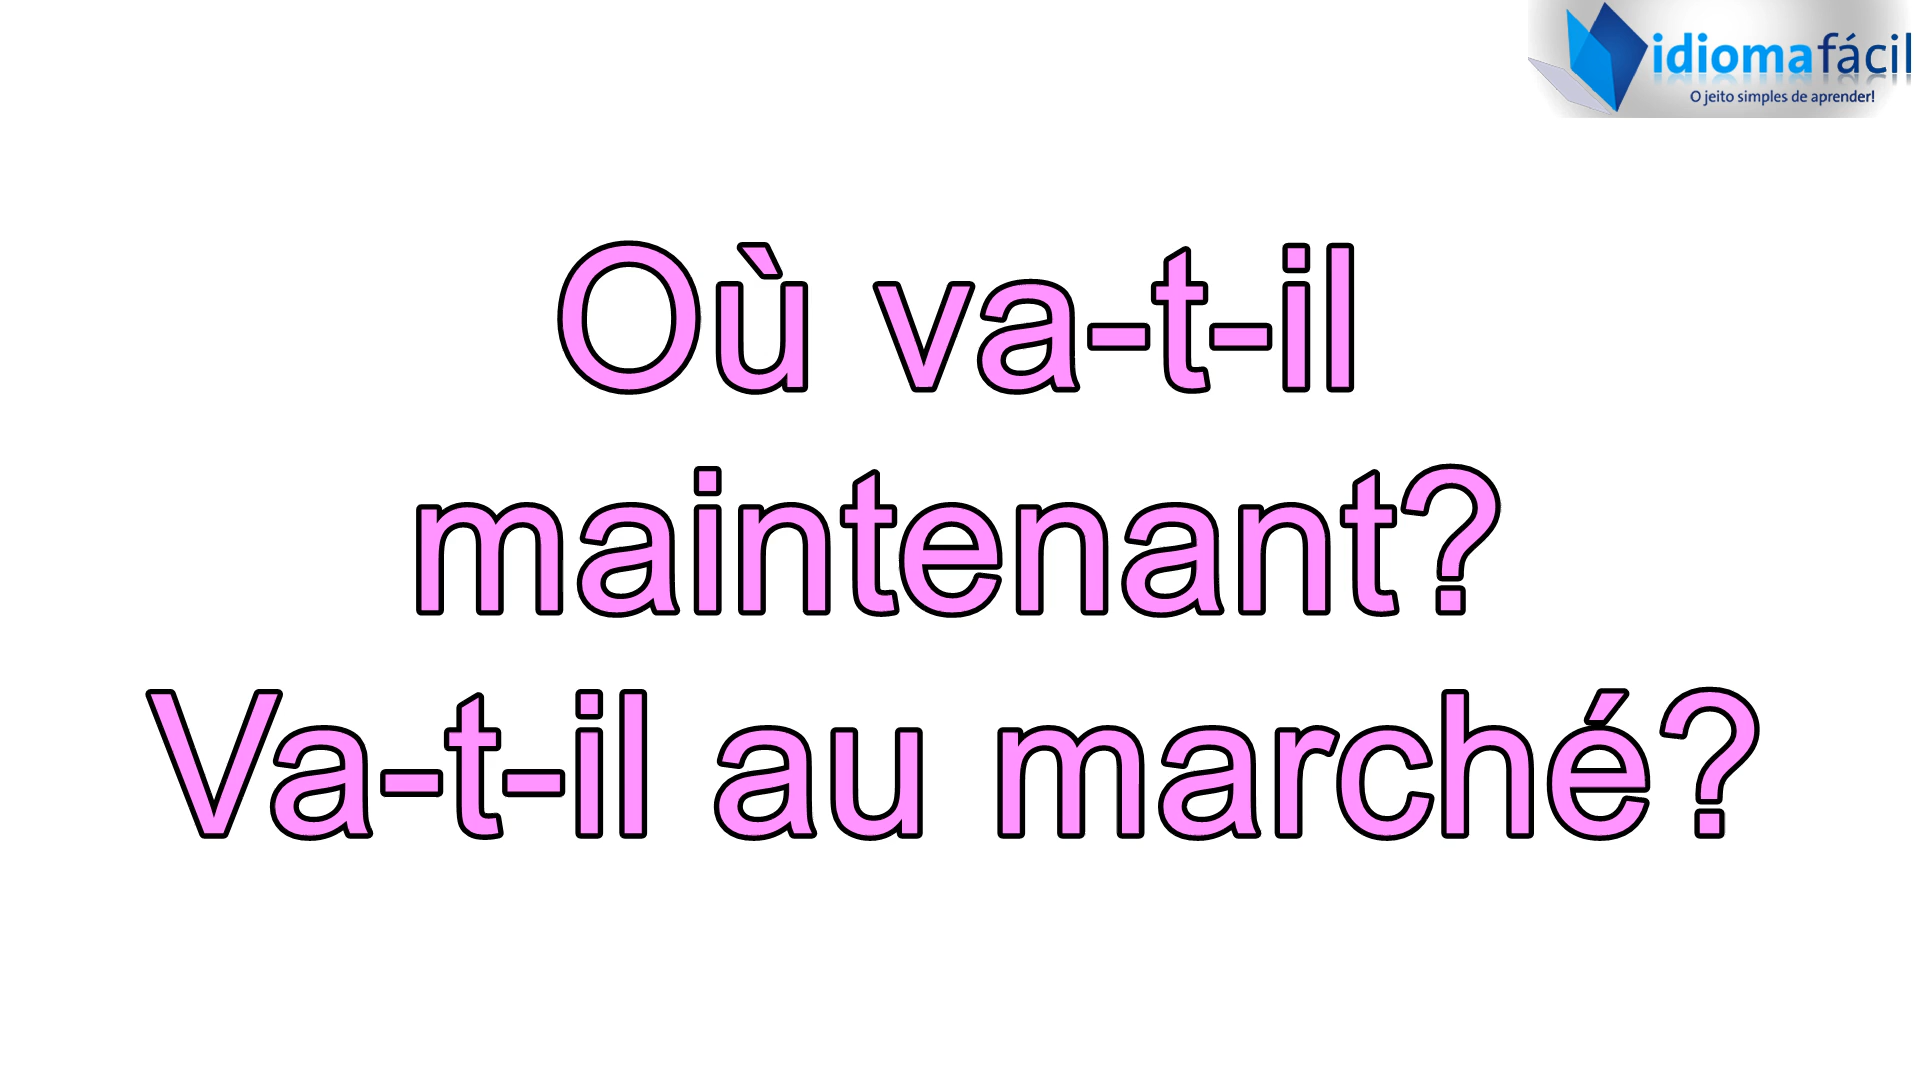 idiomafácil
O jeito simples de aprender!
Où va-t-il
maintenant?
Va-t-il au marché?